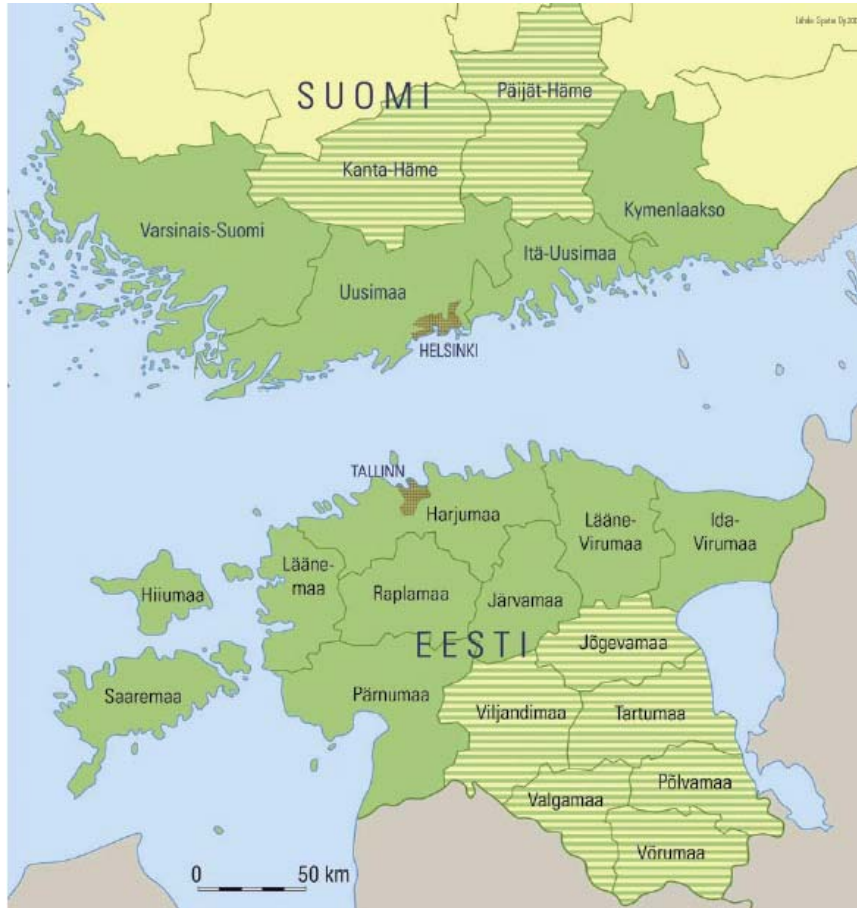 SUOMI
Päijät-Häme
Kanta-Häme
Kymenlaakso
Varsinais-Suomi
Itä-Uusimaa
Uusimaa
HELSINKI
TALLINN
Harjumaa
Lääne-
Virumaa
Ida-
Virumaa
Lääne-
maa
Hiiumaa
Raplamaa
Järvamaa
EESTI
Jõgevamaa
Saaremaa
Pärnumaa
Viljandimaa
Tartumaa
Põlvamaa
Valgamaa
Võrumaa
0 50 km